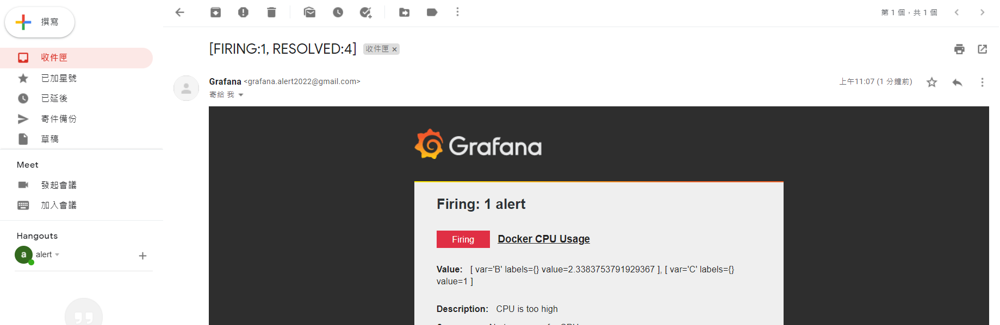 撰寫
第 1 個，共 1 個
收件匣
已加星號
已延後
寄件備份
草稿
Meet
發起會議
加入會議
Hangouts
a alert
[FIRING:1, RESOLVED:4] 收件匣 ×
Grafana <grafana.alert2022@gmail.com>
上午11:07 (1 分鐘前)
寄給 我
Grafana
Firing: 1 alert
Firing Docker CPU Usage
Value: [ var='B' labels={} value=2.3383753791929367 ], [ var='C' labels={}
value=1 ]
Description: CPU is too high